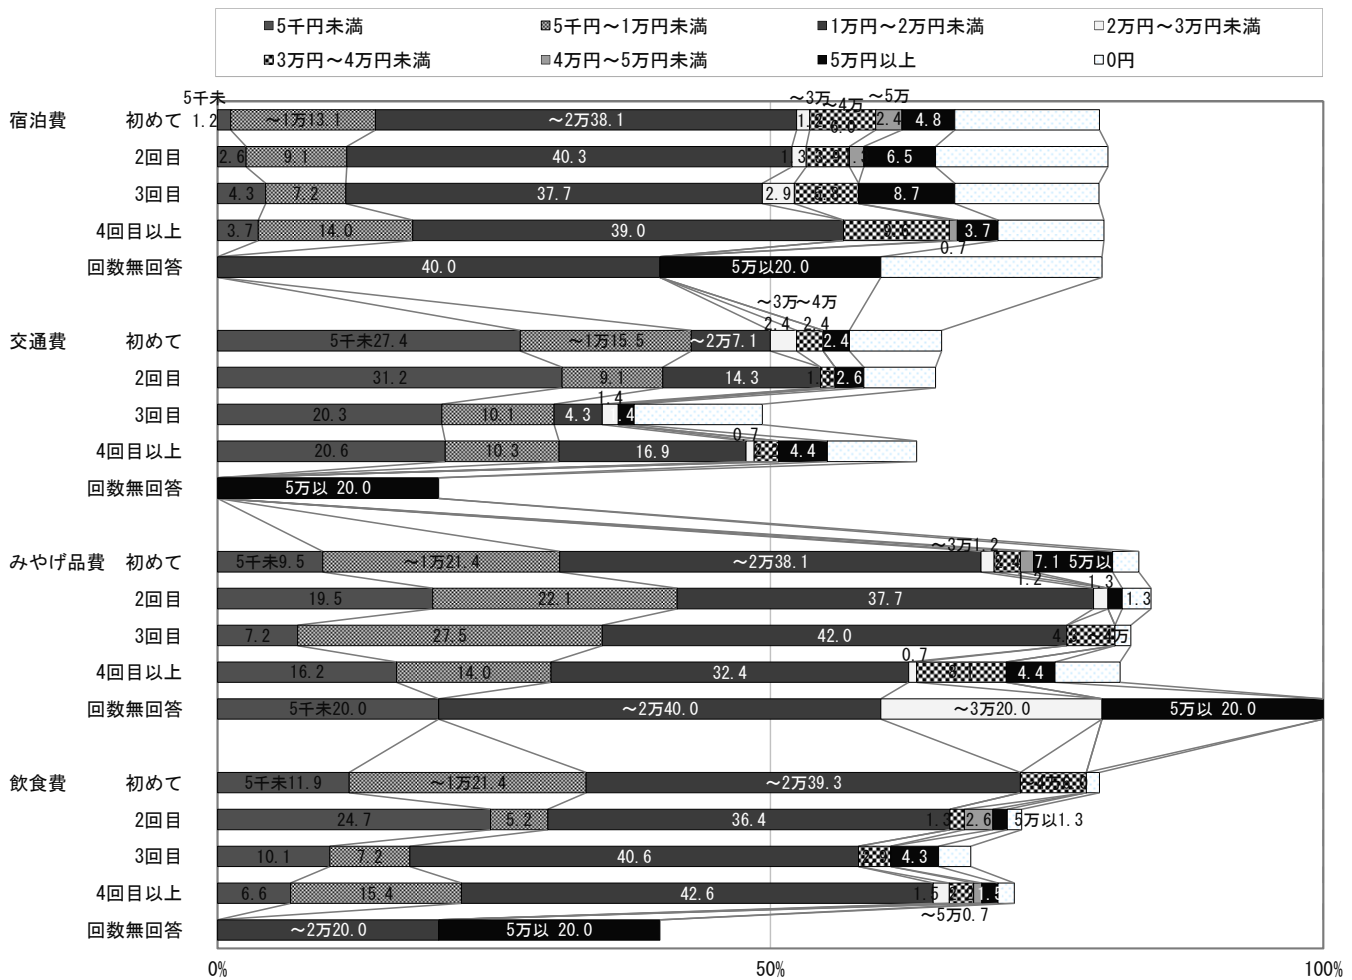 ■5千円未満 ■5千円～1万円未満 ■1万円～2万円未満 □2万円～3万円未満
■3万円～4万円未満 ■4万円～5万円未満 ■5万円以上 □0円
5千未 ～3万 ～4万 ～5万
宿泊費 初めて 1.2 ～1万13.1 ～2万38.1 2.4 4.8
2回目 2.6 9.1 40.3 6.5
3回目 4.3 7.2 37.7 2.9 8.7
4回目以上 3.7 14.0 39.0 3.7
0.7
回数無回答 40.0 5万以20.0
～3万～4万
2.4 2.4
交通費 初めて 5千未27.4 ～1万15.5 ～2万7.1 2.4
2回目 31.2 9.1 14.3 2.6
1.4
3回目 20.3 10.1 4.3
0.7
4回目以上 20.6 10.3 16.9 4.4
回数無回答 5万以 20.0
～3万1.2
みやげ品費 初めて 5千未9.5 ～1万21.4 ～2万38.1 7.1 5万以
1.2 1.3
2回目 19.5 22.1 37.7 1.3
3回目 7.2 27.5 42.0
0.7
4回目以上 16.2 14.0 32.4 4.4
回数無回答 5千未20.0 ～2万40.0 ～3万20.0 5万以 20.0
飲食費 初めて 5千未11.9 ～1万21.4 ～2万39.3
2回目 24.7 5.2 36.4 1.3 2.6 5万以1.3
3回目 10.1 7.2 40.6 4.3
4回目以上 6.6 15.4 42.6 1.5 1.5
～5万0.7
回数無回答 ～2万20.0 5万以 20.0
0% 50% 100%